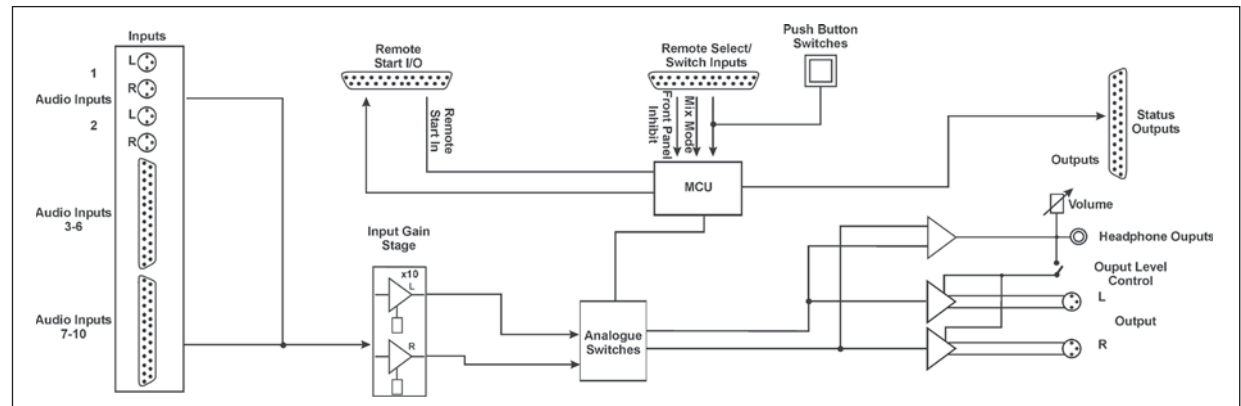 Inputs
1
L
R
Audio Inputs
L
2
R
Audio Inputs
3-6
Audio Inputs
7-10
Remote
Start I/O
Remote
Start In
Input Gain
Stage
x10
L
R
Remote Select/
Switch Inputs
Push Button
Switches
Front Panel
Inhibit
Mix Mode
MCU
Analogue
Switches
Status
Outputs
Outputs
Volume
Headphone Ouputs
Ouput Level
Control
L
Output
R